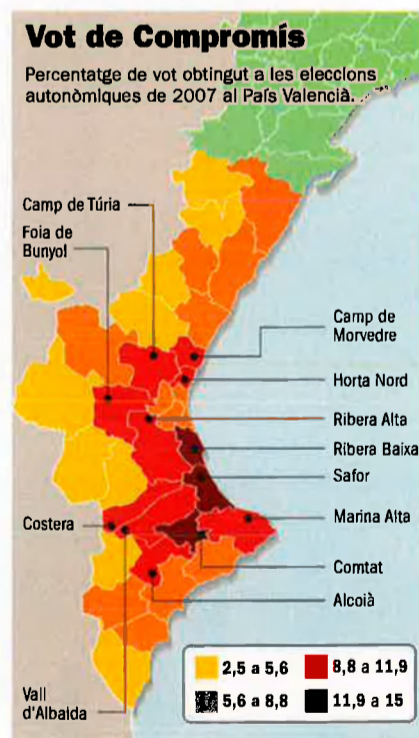 Vot de Compromís
Percentatge de vot obtingut a les eleccions
autonòmiques de 2007 al País Valencià.
Camp de Túria
Foia de
Bunyol
Camp de
Morvedre
Horta Nord
Ribera Alta
Ribera Baixa
Safor
Costera
Marina Alta
Comtat
Alcoià
Vall
d'Albaida
2,5 a 5,6
8,8 a 11,9
5,6 a 8,8
11,9 a 15